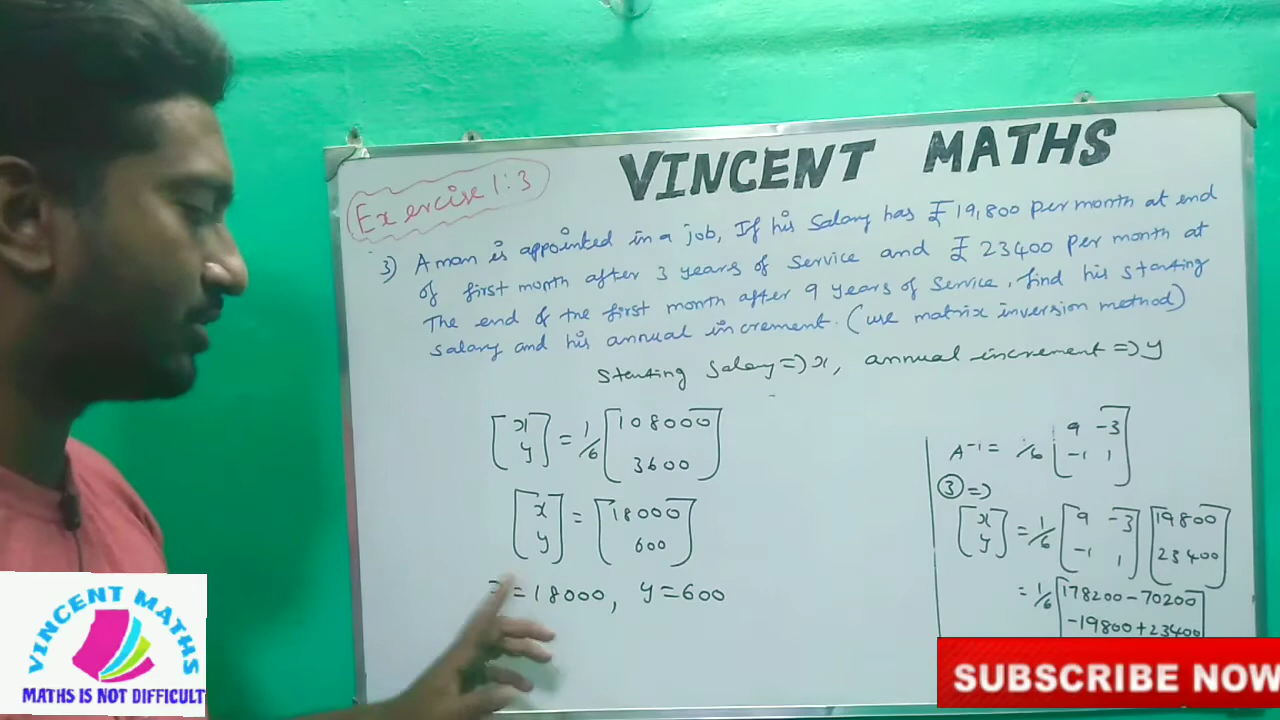 VINCENT MATHS
Exercise 1:3
3) A man is appointed in a job, If his salary has ₹ 19,800 per month at end
of first month after 3 years of service and ₹ 23400 per month at
The end of the first month after 9 years of service, find his starting
salary and his annual increment. (use matrix inversion method)
starting salary => x, annual increment => y
[x y] = 1/6 [108000 3600]
[x y] = [18000 600]
x = 18000, y = 600
A⁻¹ = 1/6 [9 -3 -1 1]
③ =>
[x y] = 1/6 [9 -3 -1 1] [19800 23400]
= 1/6 [178200 - 70200 -19800 + 23400]
VINCENT MATHS
MATHS IS NOT DIFFICULT
SUBSCRIBE NOW